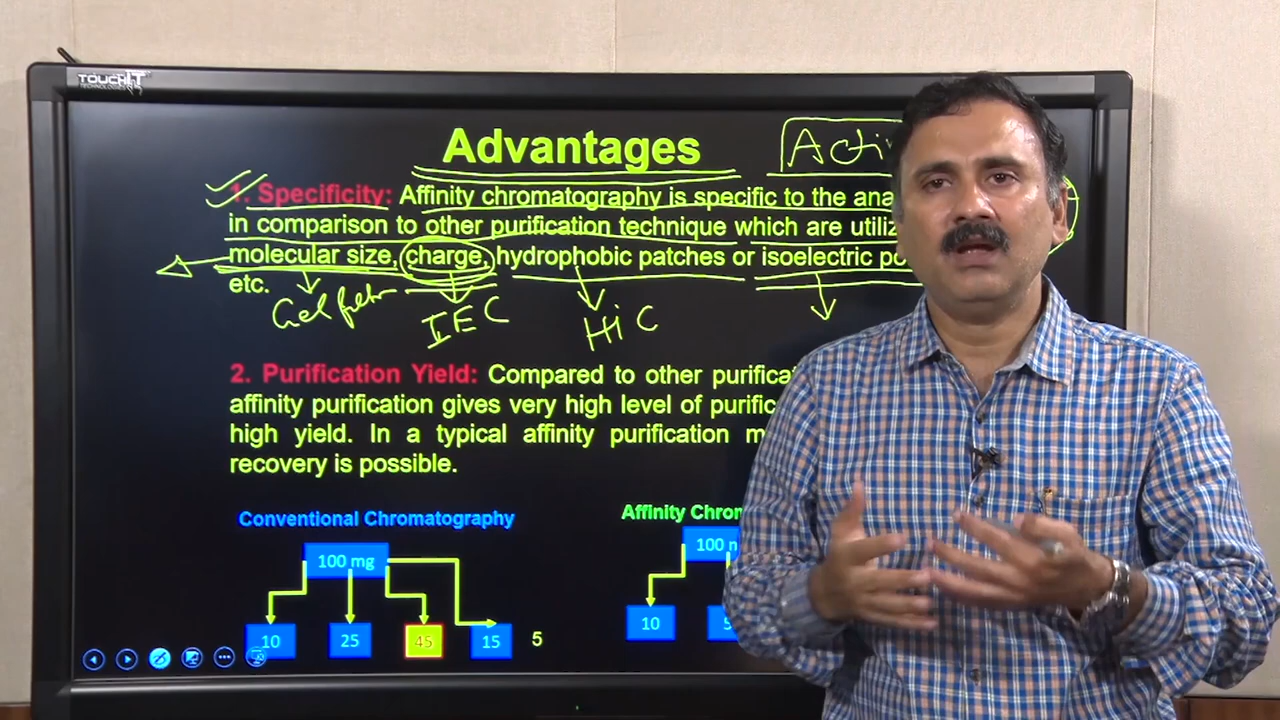 TOUCHIT
TECHNOLOGIES
Advantages
Acti
1. Specificity: Affinity chromatography is specific to the ana
in comparison to other purification technique which are utiliz
molecular size, charge, hydrophobic patches or isoelectric po
etc.
Gel filtr
IEC
HiC
2. Purification Yield: Compared to other purificat
affinity purification gives very high level of purific
high yield. In a typical affinity purification m
recovery is possible.
Conventional Chromatography
Affinity Chrom
100 mg
100 m
10 25 45 15 5
10 5